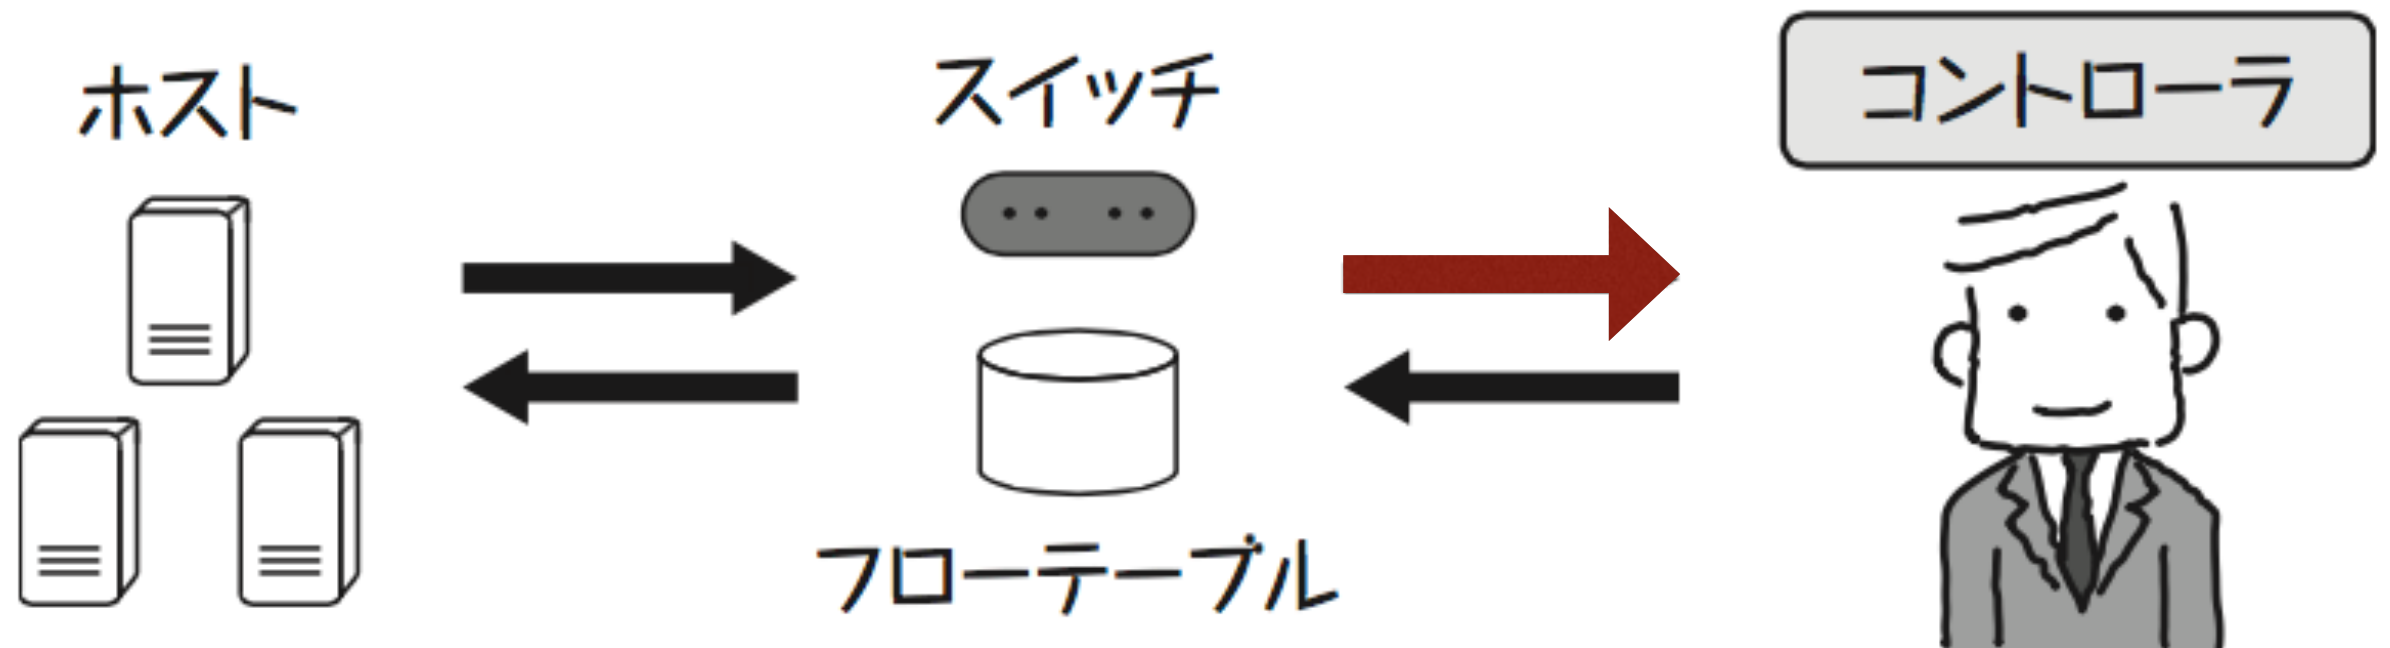 ホスト
スイッチ
コントローラ
フローテーブル